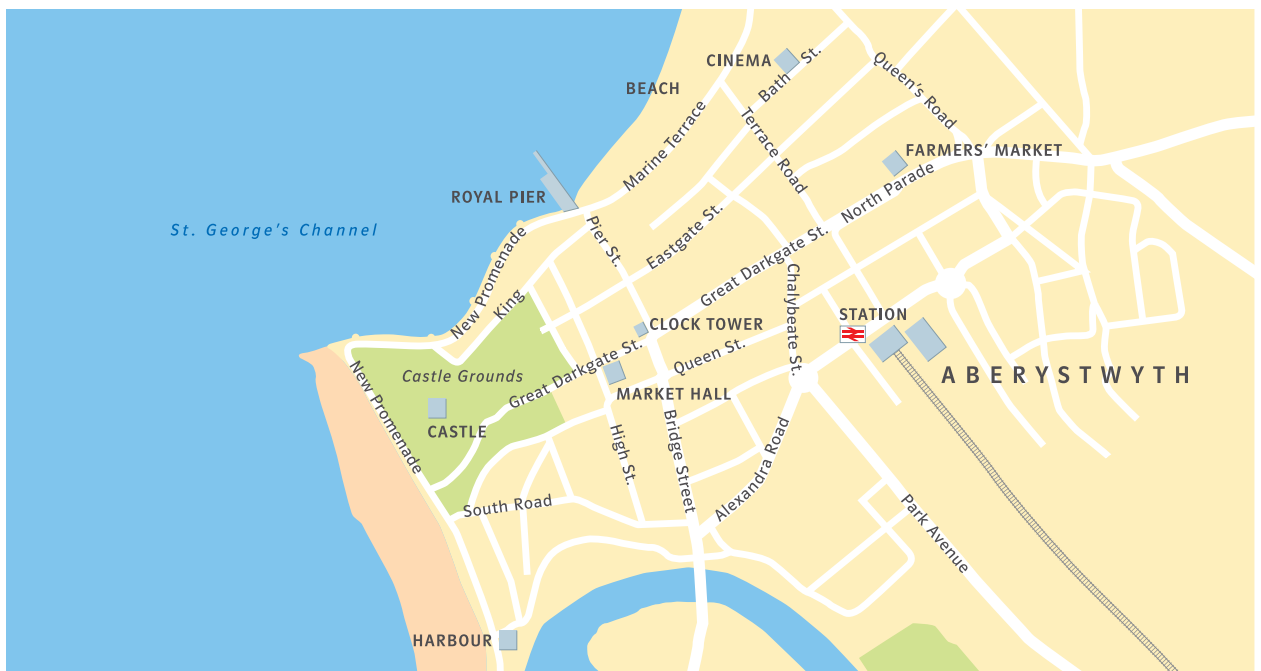 CINEMA
Bath St.
Queen's Road
BEACH
Marine Terrace
Terrace Road
FARMERS' MARKET
ROYAL PIER
North Parade
St. George's Channel
Pier St.
Eastgate St.
Great Darkgate St.
New Promenade
King
Chalybeate St.
STATION
CLOCK TOWER
Great Darkgate St.
Queen St.
ABERYSTWYTH
Castle Grounds
MARKET HALL
New Promenade
CASTLE
High St.
Bridge Street
Alexandra Road
South Road
Park Avenue
HARBOUR